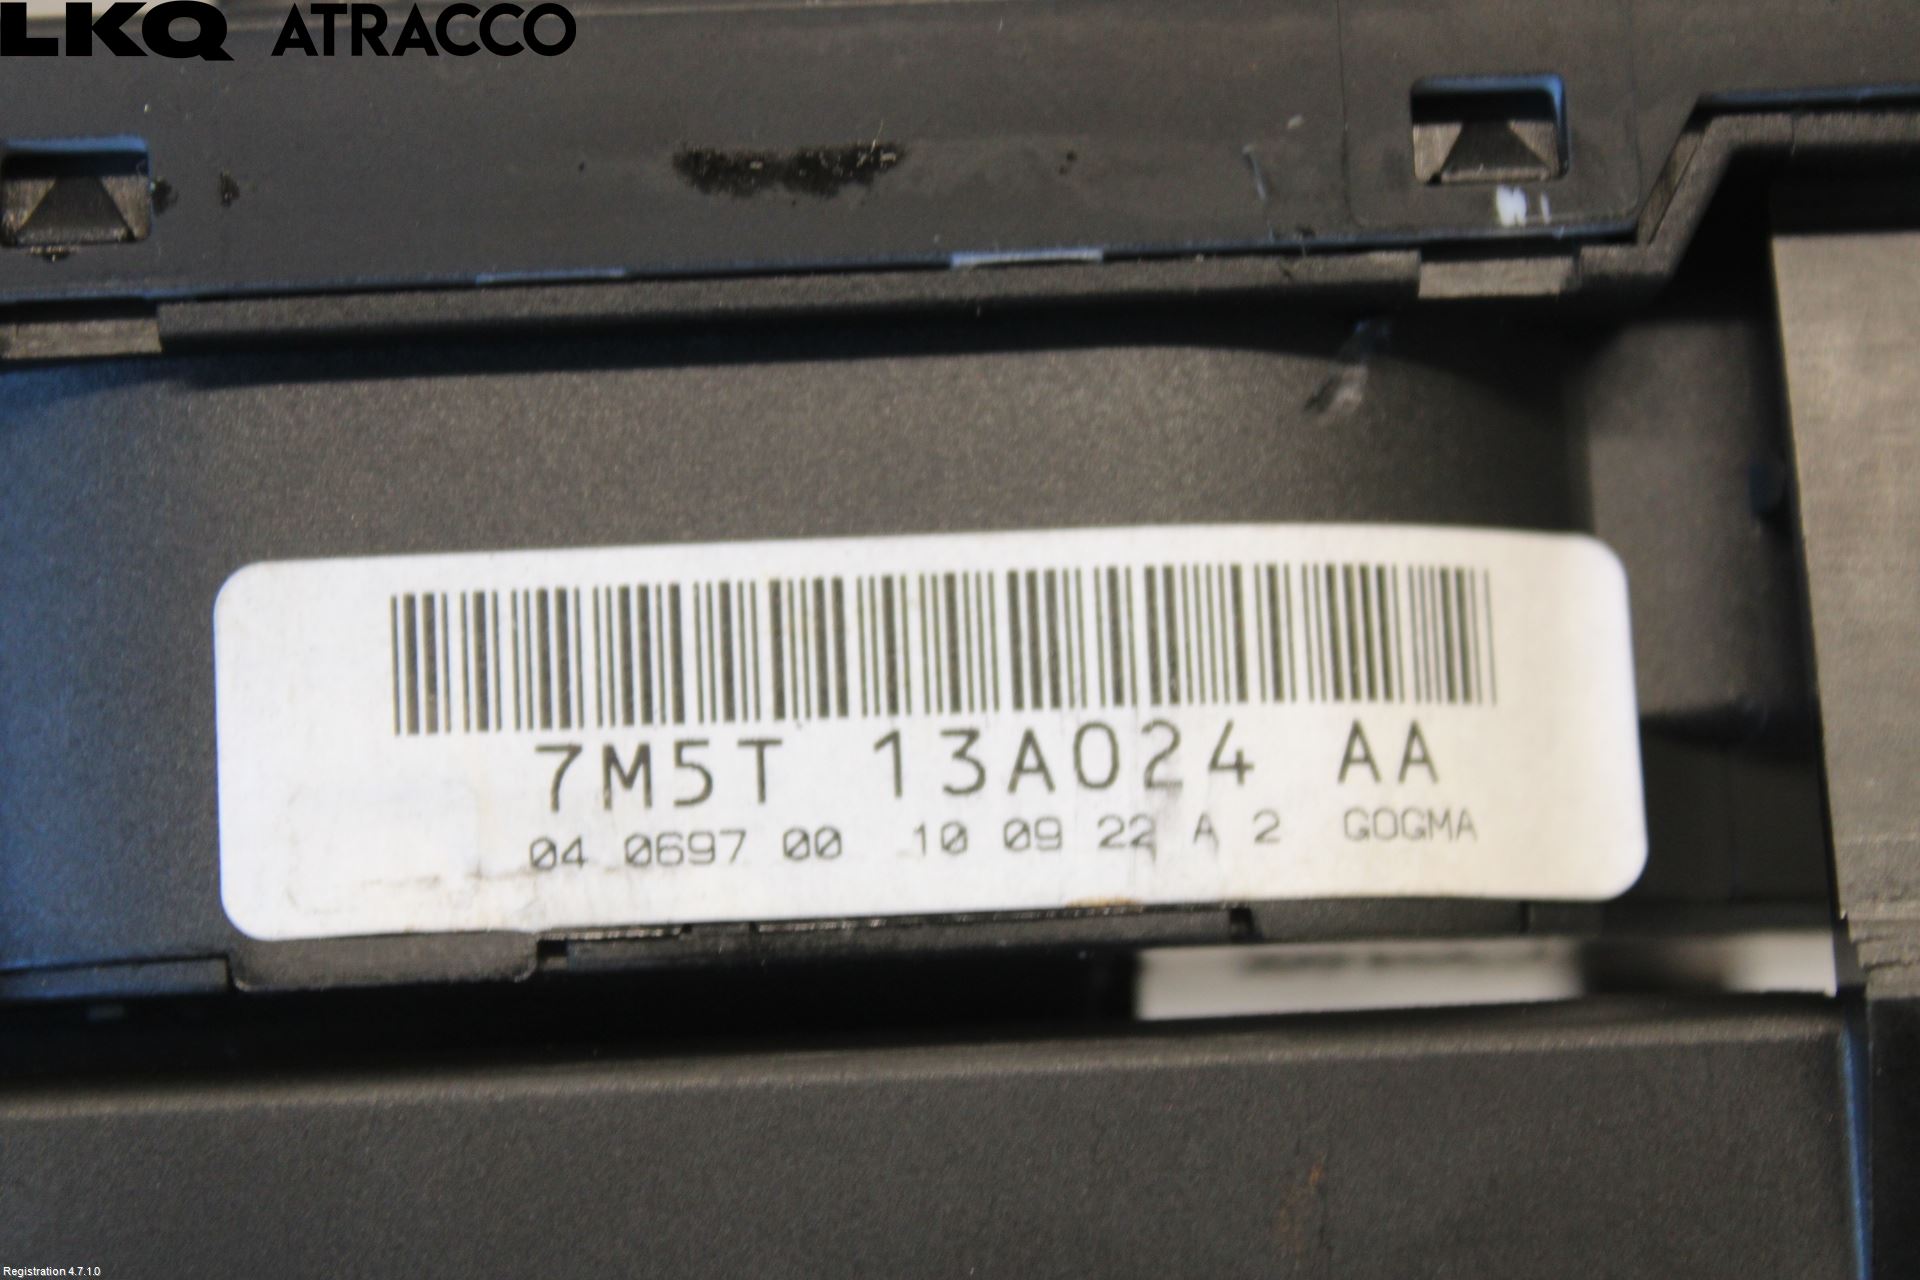 LKQ ATRACCO
7M5T 13A024 AA
04 0697 00 10 09 22 A 2 GOGMA
Registration 4.7.1.0